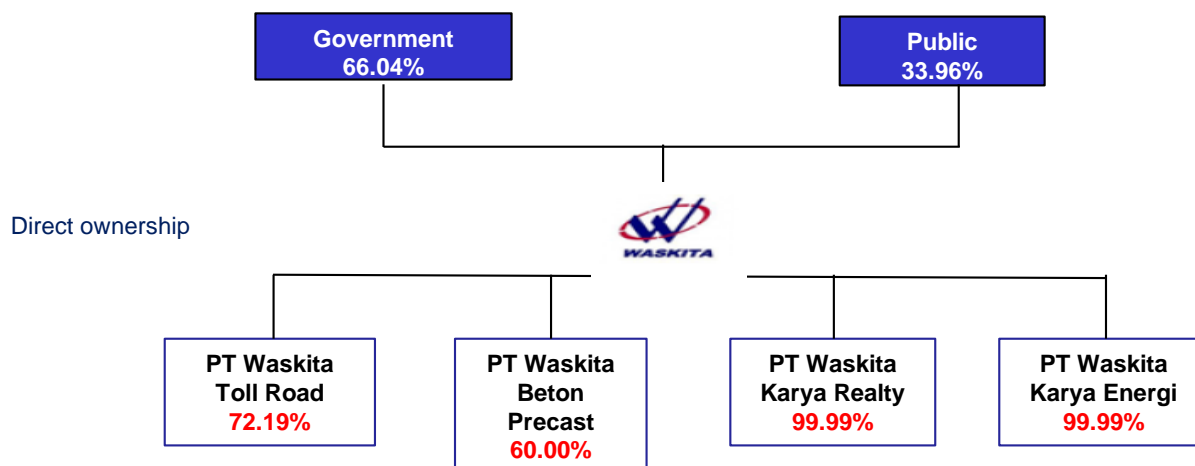 Government
66.04%
Public
33.96%
Direct ownership
WASKITA
PT Waskita
Toll Road
72.19%
PT Waskita
Beton
Precast
60.00%
PT Waskita
Karya Realty
99.99%
PT Waskita
Karya Energi
99.99%